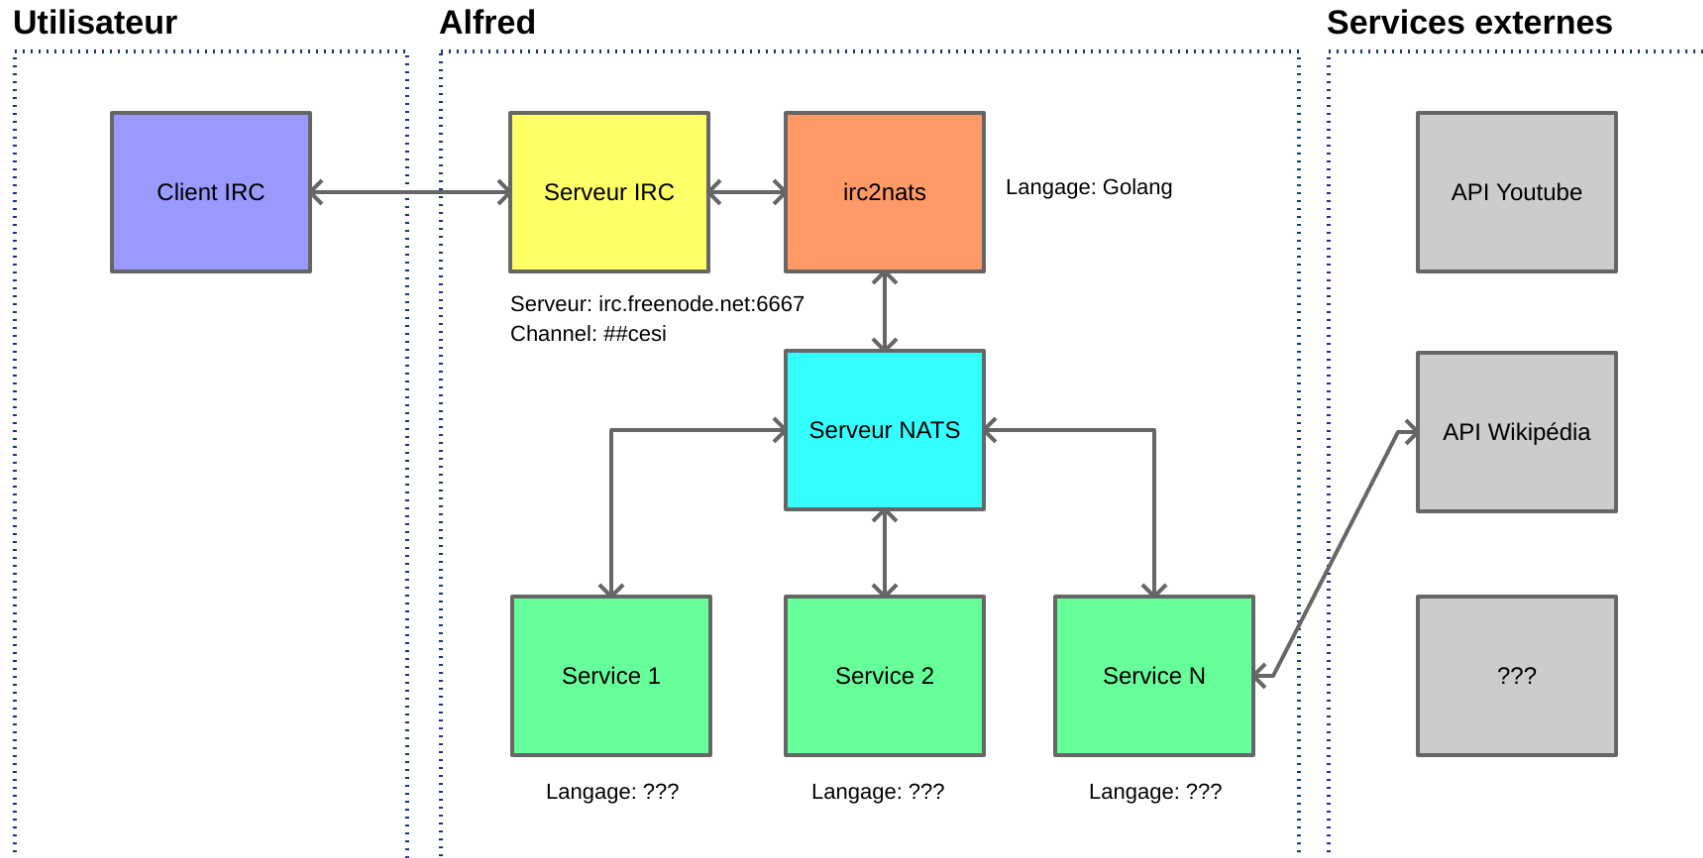 Utilisateur
Alfred
Services externes
Client IRC
Serveur IRC
irc2nats
Langage: Golang
API Youtube
Serveur: irc.freenode.net:6667
Channel: ##cesi
Serveur NATS
API Wikipédia
Service 1
Service 2
Service N
???
Langage: ???
Langage: ???
Langage: ???